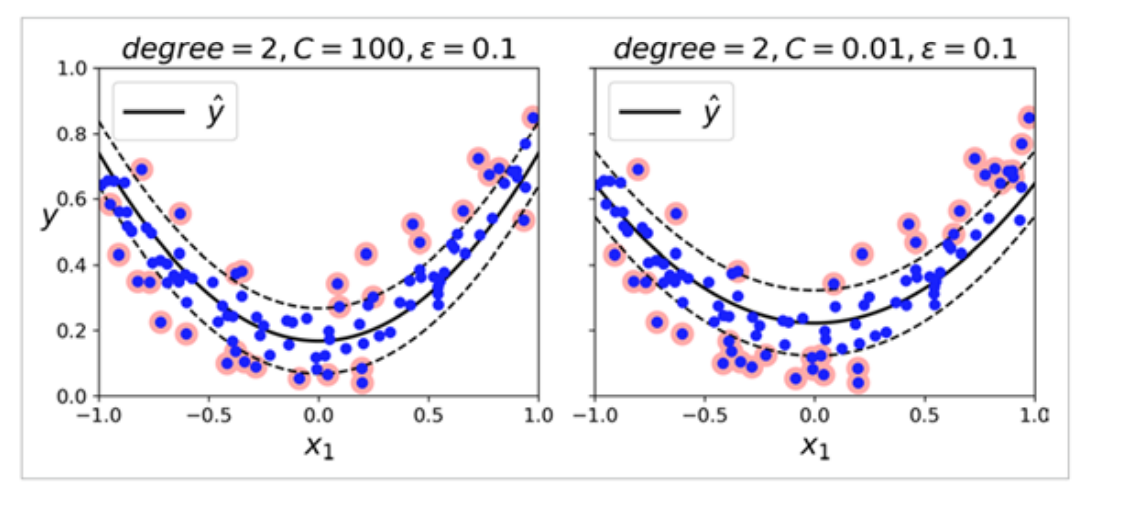 degree = 2, C = 100, ε = 0.1
degree = 2, C = 0.01, ε = 0.1
1.0
0.8
0.6
0.4
0.2
0.0
y
ŷ
ŷ
−1.0 −0.5 0.0 0.5 1.0
−1.0 −0.5 0.0 0.5 1.0
x₁
x₁